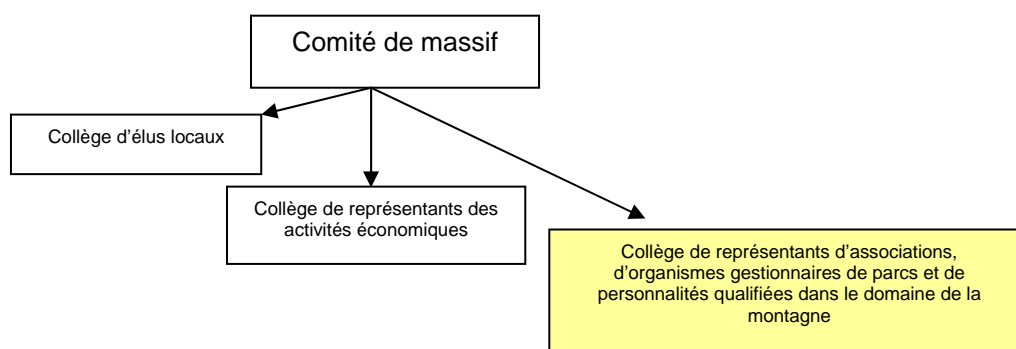 Comité de massif
Collège d'élus locaux
Collège de représentants des
activités économiques
Collège de représentants d'associations,
d'organismes gestionnaires de parcs et de
personnalités qualifiées dans le domaine de la
montagne